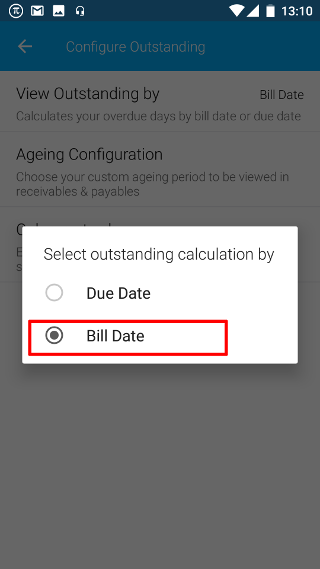 13:10
Configure Outstanding
View Outstanding by Bill Date
Calculates your overdue days by bill date or due date
Ageing Configuration
Choose your custom ageing period to be viewed in
receivables & payables
Select outstanding calculation by
Due Date
Bill Date